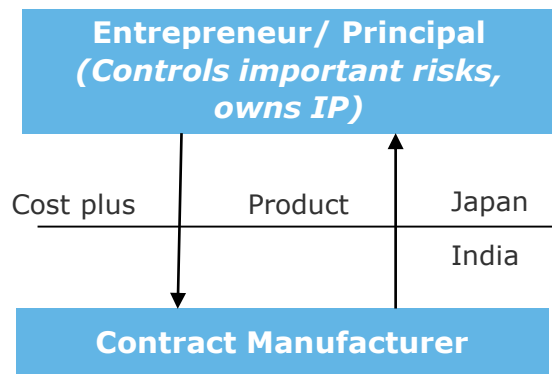 Entrepreneur/ Principal
(Controls important risks,
owns IP)
Cost plus
Product
Japan
India
Contract Manufacturer